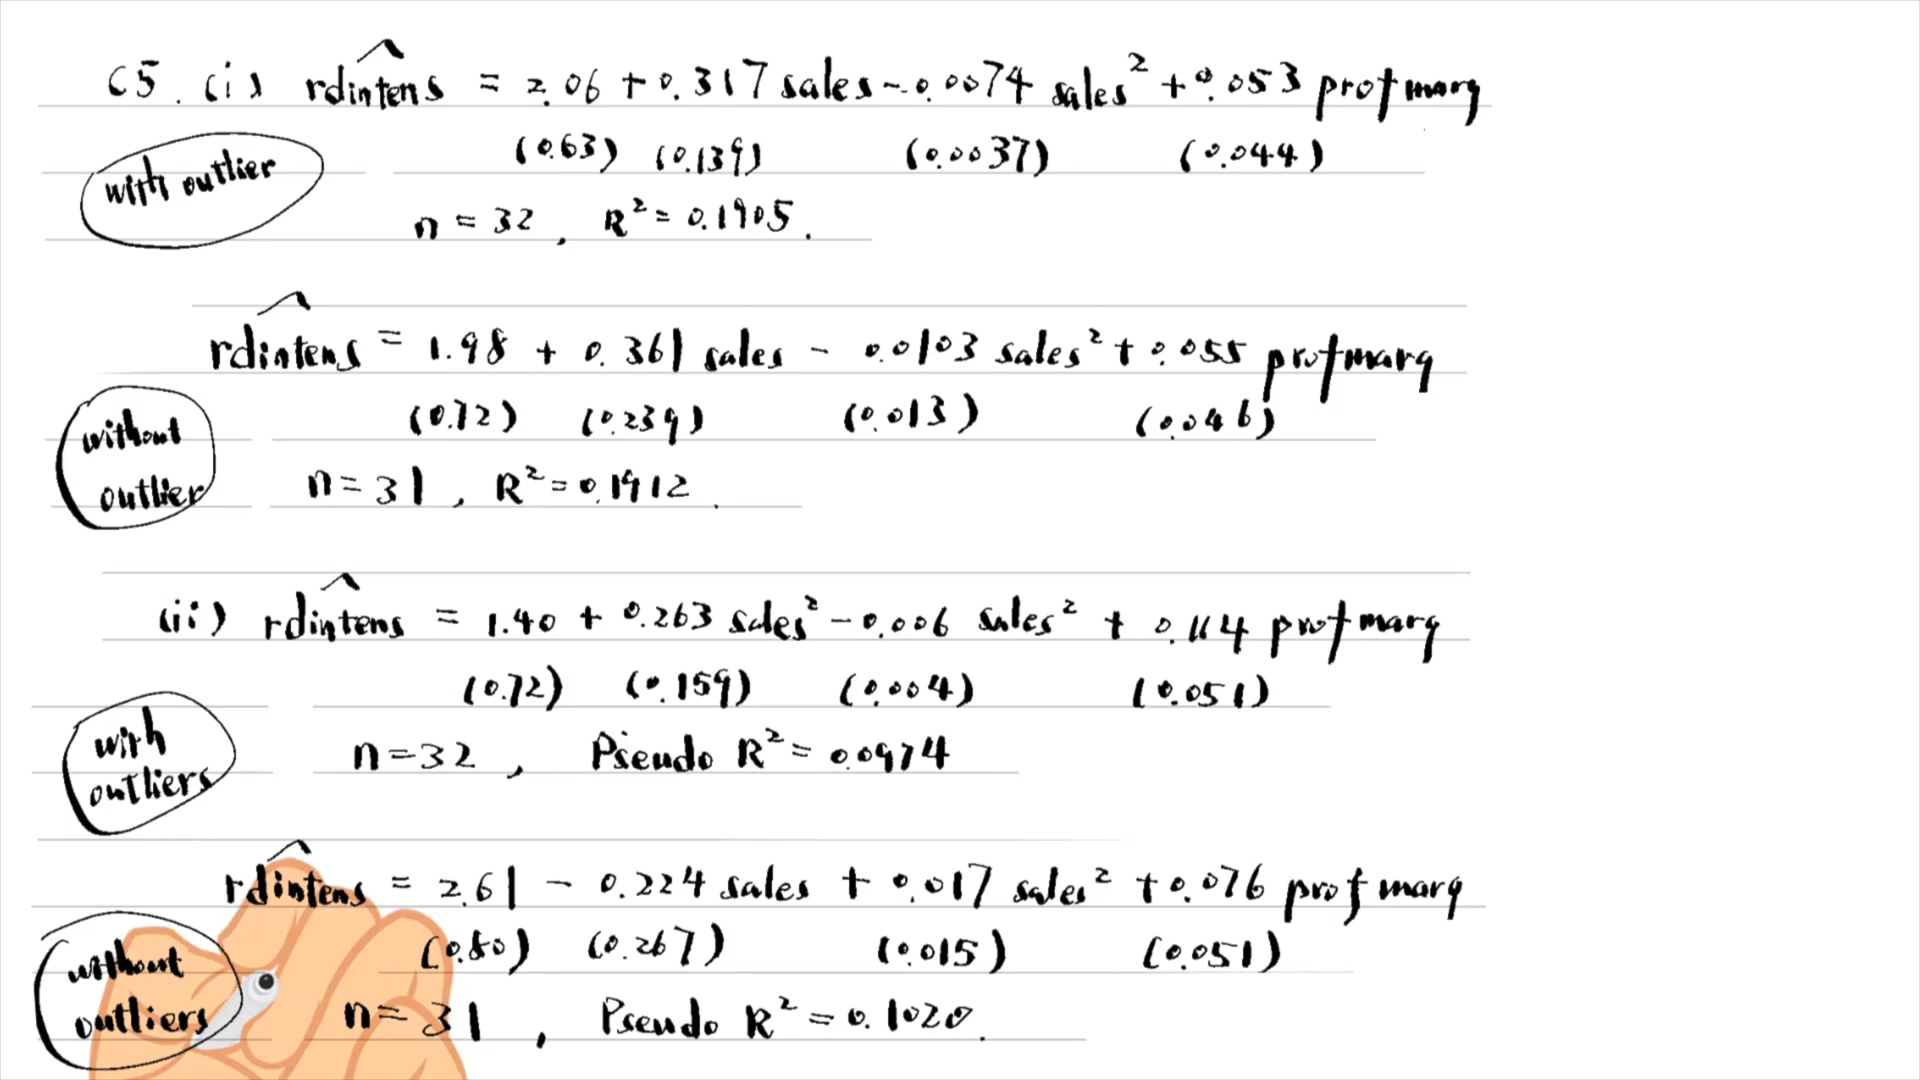 C5. (i) rdintens = 2.06 + 0.317 sales - 0.0074 sales² + 0.053 profmarg
(0.63) (0.139) (0.0037) (0.044)
with outlier
n = 32, R² = 0.1905.
rdintens = 1.98 + 0.361 sales - 0.0103 sales² + 0.055 profmarg
(0.72) (0.239) (0.013) (0.046)
without
outlier
n = 31, R² = 0.1912.
(ii) rdintens = 1.40 + 0.263 sales² - 0.006 sales² + 0.114 profmarg
(0.72) (0.159) (0.004) (0.051)
with
outliers
n = 32, Pseudo R² = 0.0974
rdintens = 2.61 - 0.224 sales + 0.017 sales² + 0.076 profmarg
(0.80) (0.267) (0.015) (0.051)
without
outliers
n = 31, Pseudo R² = 0.1020.